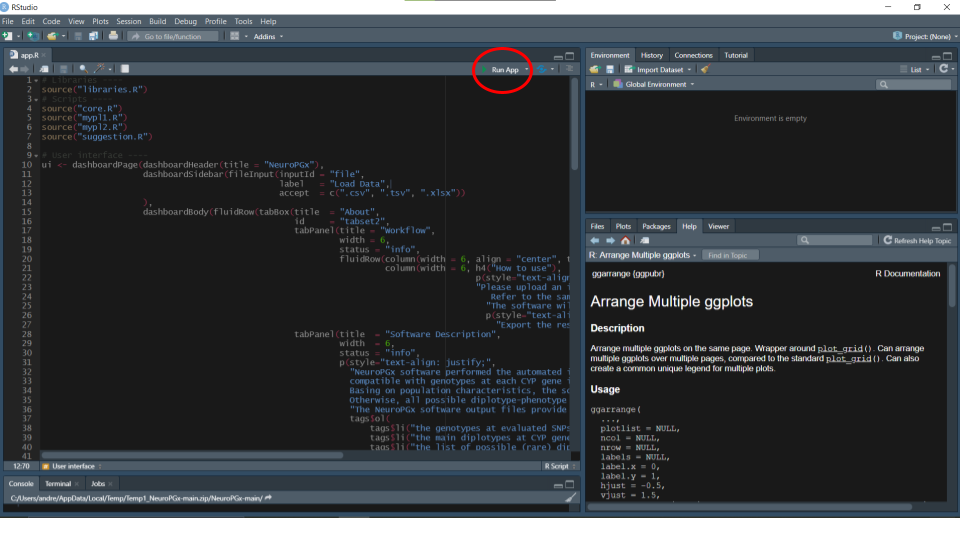 RStudio
File Edit Code View Plots Session Build Debug Profile Tools Help
Go to file/function Addins Project: (None)
app.R
Run App
1 # Libraries ----
2 source("libraries.R")
3 # Scripts ----
4 source("core.R")
5 source("mypl1.R")
6 source("mypl2.R")
7 source("suggestion.R")
8
9 # User interface ----
10 ui <- dashboardPage(dashboardHeader(title = "NeuroPGx"),
11 dashboardSidebar(fileInput(inputId = "file",
12 label = "Load Data",
13 accept = c(".csv", ".tsv", ".xlsx"))
14 ),
15 dashboardBody(fluidRow(tabBox(title = "About",
16 id = "tabset2",
17 tabPanel(title = "Workflow",
18 width = 6,
19 status = "info",
20 fluidRow(column(width = 6, align = "center", t
21 column(width = 6, h4("How to use"),
22 p(style="text-align
23 "Please upload an i
24 Refer to the sam
25 "The software wil
26 p(style="text-ali
27 "Export the res
28 tabPanel(title = "Software Description",
29 width = 6,
30 status = "info",
31 p(style="text-align: justify;",
32 "NeuroPGx software performed the automated i
33 compatible with genotypes at each CYP gene i
34 Basing on population characteristics, the so
35 Otherwise, all possible diplotype-phenotype
36 "The NeuroPGx software output files provide
37 tags$ol(
38 tags$li("the genotypes at evaluated SNPs
39 tags$li("the main diplotypes at CYP gene
40 tags$li("the list of possible (rare) dip
41
12:70 User interface R Script
Console Terminal Jobs
C:/Users/andre/AppData/Local/Temp/Temp1_NeuroPGx-main.zip/NeuroPGx-main/
Environment History Connections Tutorial
Import Dataset List
R Global Environment
Environment is empty
Files Plots Packages Help Viewer
Refresh Help Topic
R: Arrange Multiple ggplots Find in Topic
ggarrange {ggpubr} R Documentation
Arrange Multiple ggplots
Description
Arrange multiple ggplots on the same page. Wrapper around plot_grid(). Can arrange
multiple ggplots over multiple pages, compared to the standard plot_grid(). Can also
create a common unique legend for multiple plots.
Usage
ggarrange(
...,
plotlist = NULL,
ncol = NULL,
nrow = NULL,
labels = NULL,
label.x = 0,
label.y = 1,
hjust = -0.5,
vjust = 1.5,